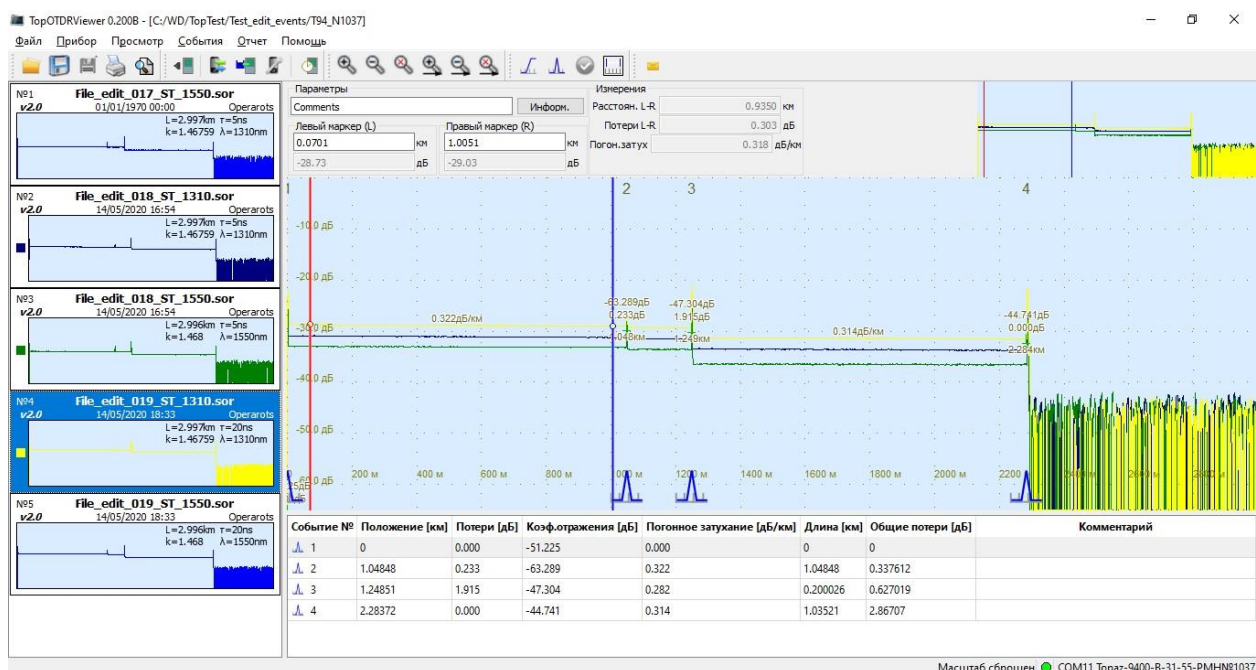 TopOTDRViewer 0.200B - [C:/WD/TopTest/Test_edit_events/T94_N1037]
Файл Прибор Просмотр События Отчет Помощь
№1 File_edit_017_ST_1550.sor
v2.0 01/01/1970 00:00 Operarots
L=2.997km τ=5ns
k=1.46759 λ=1310nm
№2 File_edit_018_ST_1310.sor
v2.0 14/05/2020 16:54 Operarots
L=2.997km τ=5ns
k=1.46759 λ=1310nm
№3 File_edit_018_ST_1550.sor
v2.0 14/05/2020 16:54 Operarots
L=2.996km τ=5ns
k=1.468 λ=1550nm
№4 File_edit_019_ST_1310.sor
v2.0 14/05/2020 18:33 Operarots
L=2.997km τ=20ns
k=1.46759 λ=1310nm
№5 File_edit_019_ST_1550.sor
v2.0 14/05/2020 18:33 Operarots
L=2.996km τ=20ns
k=1.468 λ=1550nm
Параметры
Comments Информ.
Левый маркер (L) Правый маркер (R)
0.0701 км 1.0051 км
-28.73 дБ -29.03 дБ
Измерения
Расстоян. L-R 0.9350 км
Потери L-R 0.303 дБ
Погон.затух 0.318 дБ/км
1 2 3 4
-10.0 дБ
-20.0 дБ
-63.289дБ -47.304дБ -44.741дБ
0.322дБ/км 0.233дБ 1.915дБ 0.000дБ
-30.0 дБ 0.314дБ/км
1.249км 2.284км
-40.0 дБ
-50.0 дБ
200 м 400 м 600 м 800 м 1200 м 1400 м 1600 м 1800 м 2000 м 2200
Событие № Положение [км] Потери [дБ] Коэф.отражения [дБ] Погонное затухание [дБ/км] Длина [км] Общие потери [дБ] Комментарий
1 0 0.000 -51.225 0.000 0 0
2 1.04848 0.233 -63.289 0.322 1.04848 0.337612
3 1.24851 1.915 -47.304 0.282 0.200026 0.627019
4 2.28372 0.000 -44.741 0.314 1.03521 2.86707
Масштаб сброшен COM11 Topaz-9400-B-31-55-PMH№1037